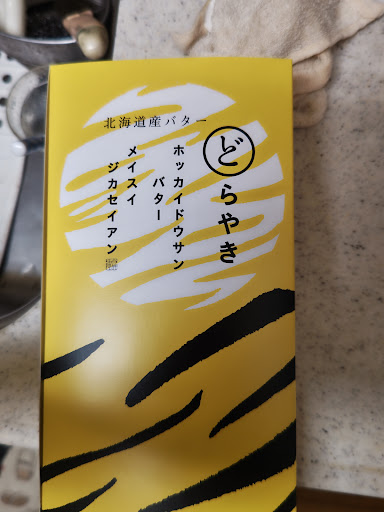 北海道産バター
どらやき
ホッカイドウサン
バター
メイスイ
ジカセイアン